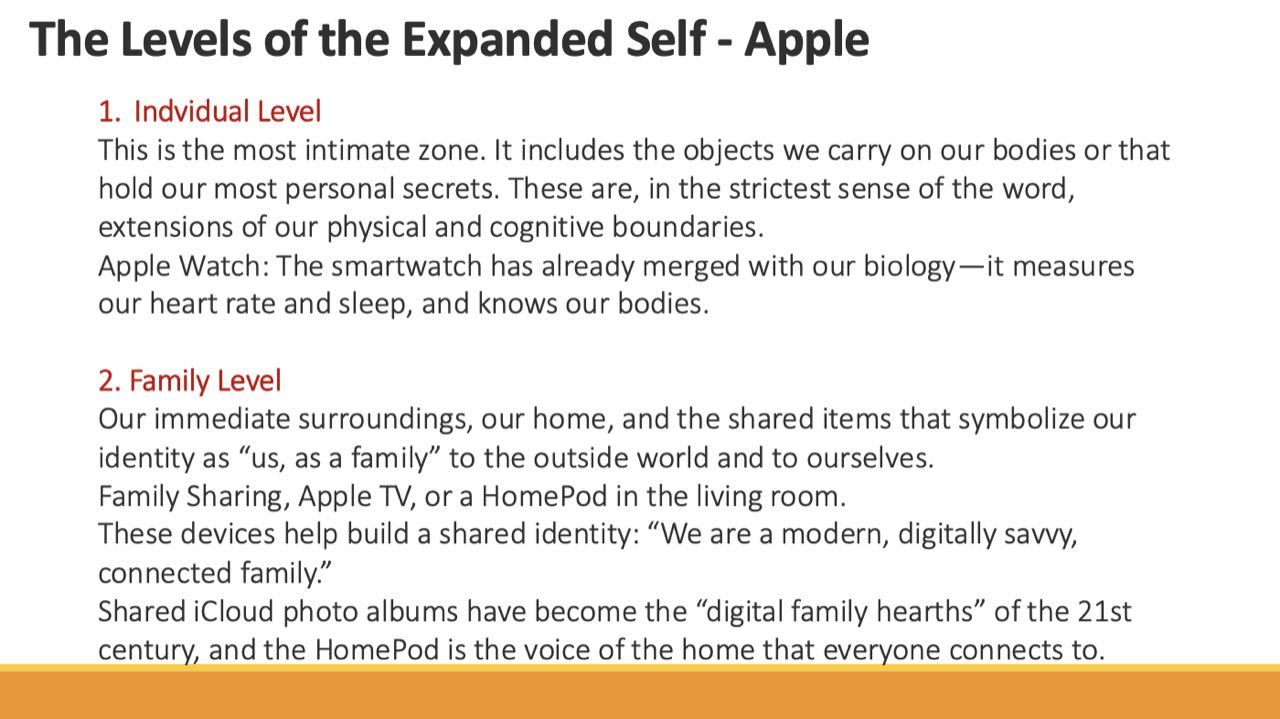 The Levels of the Expanded Self - Apple
1. Indvidual Level
This is the most intimate zone. It includes the objects we carry on our bodies or that
hold our most personal secrets. These are, in the strictest sense of the word,
extensions of our physical and cognitive boundaries.
Apple Watch: The smartwatch has already merged with our biology—it measures
our heart rate and sleep, and knows our bodies.
2. Family Level
Our immediate surroundings, our home, and the shared items that symbolize our
identity as “us, as a family” to the outside world and to ourselves.
Family Sharing, Apple TV, or a HomePod in the living room.
These devices help build a shared identity: “We are a modern, digitally savvy,
connected family.”
Shared iCloud photo albums have become the “digital family hearths” of the 21st
century, and the HomePod is the voice of the home that everyone connects to.